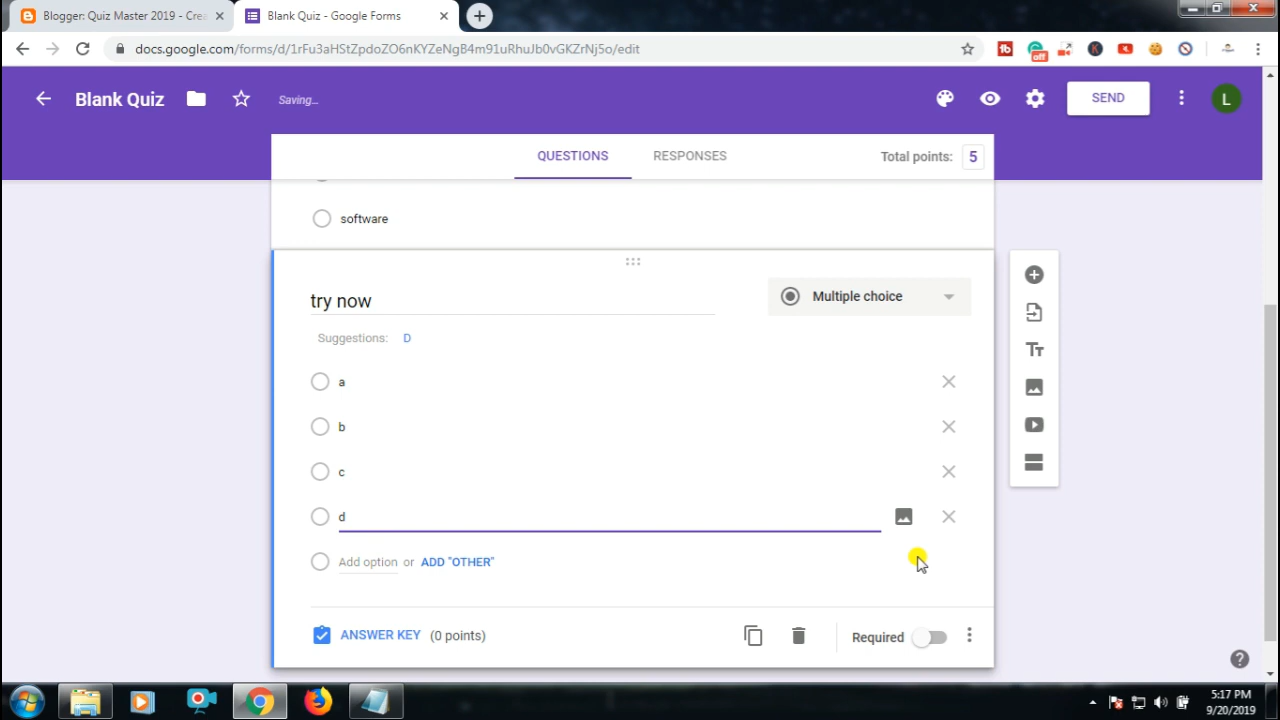 Blogger: Quiz Master 2019 - Crea
Blank Quiz - Google Forms
docs.google.com/forms/d/1rFu3aHStZpdoZO6nKYZeNgB4m91uRhuJb0vGKZrNj5o/edit
off
Blank Quiz
Saving...
SEND
L
QUESTIONS
RESPONSES
Total points: 5
software
try now
Multiple choice
Suggestions: D
a
b
c
d
Add option or ADD "OTHER"
ANSWER KEY (0 points)
Required
5:17 PM
9/20/2019